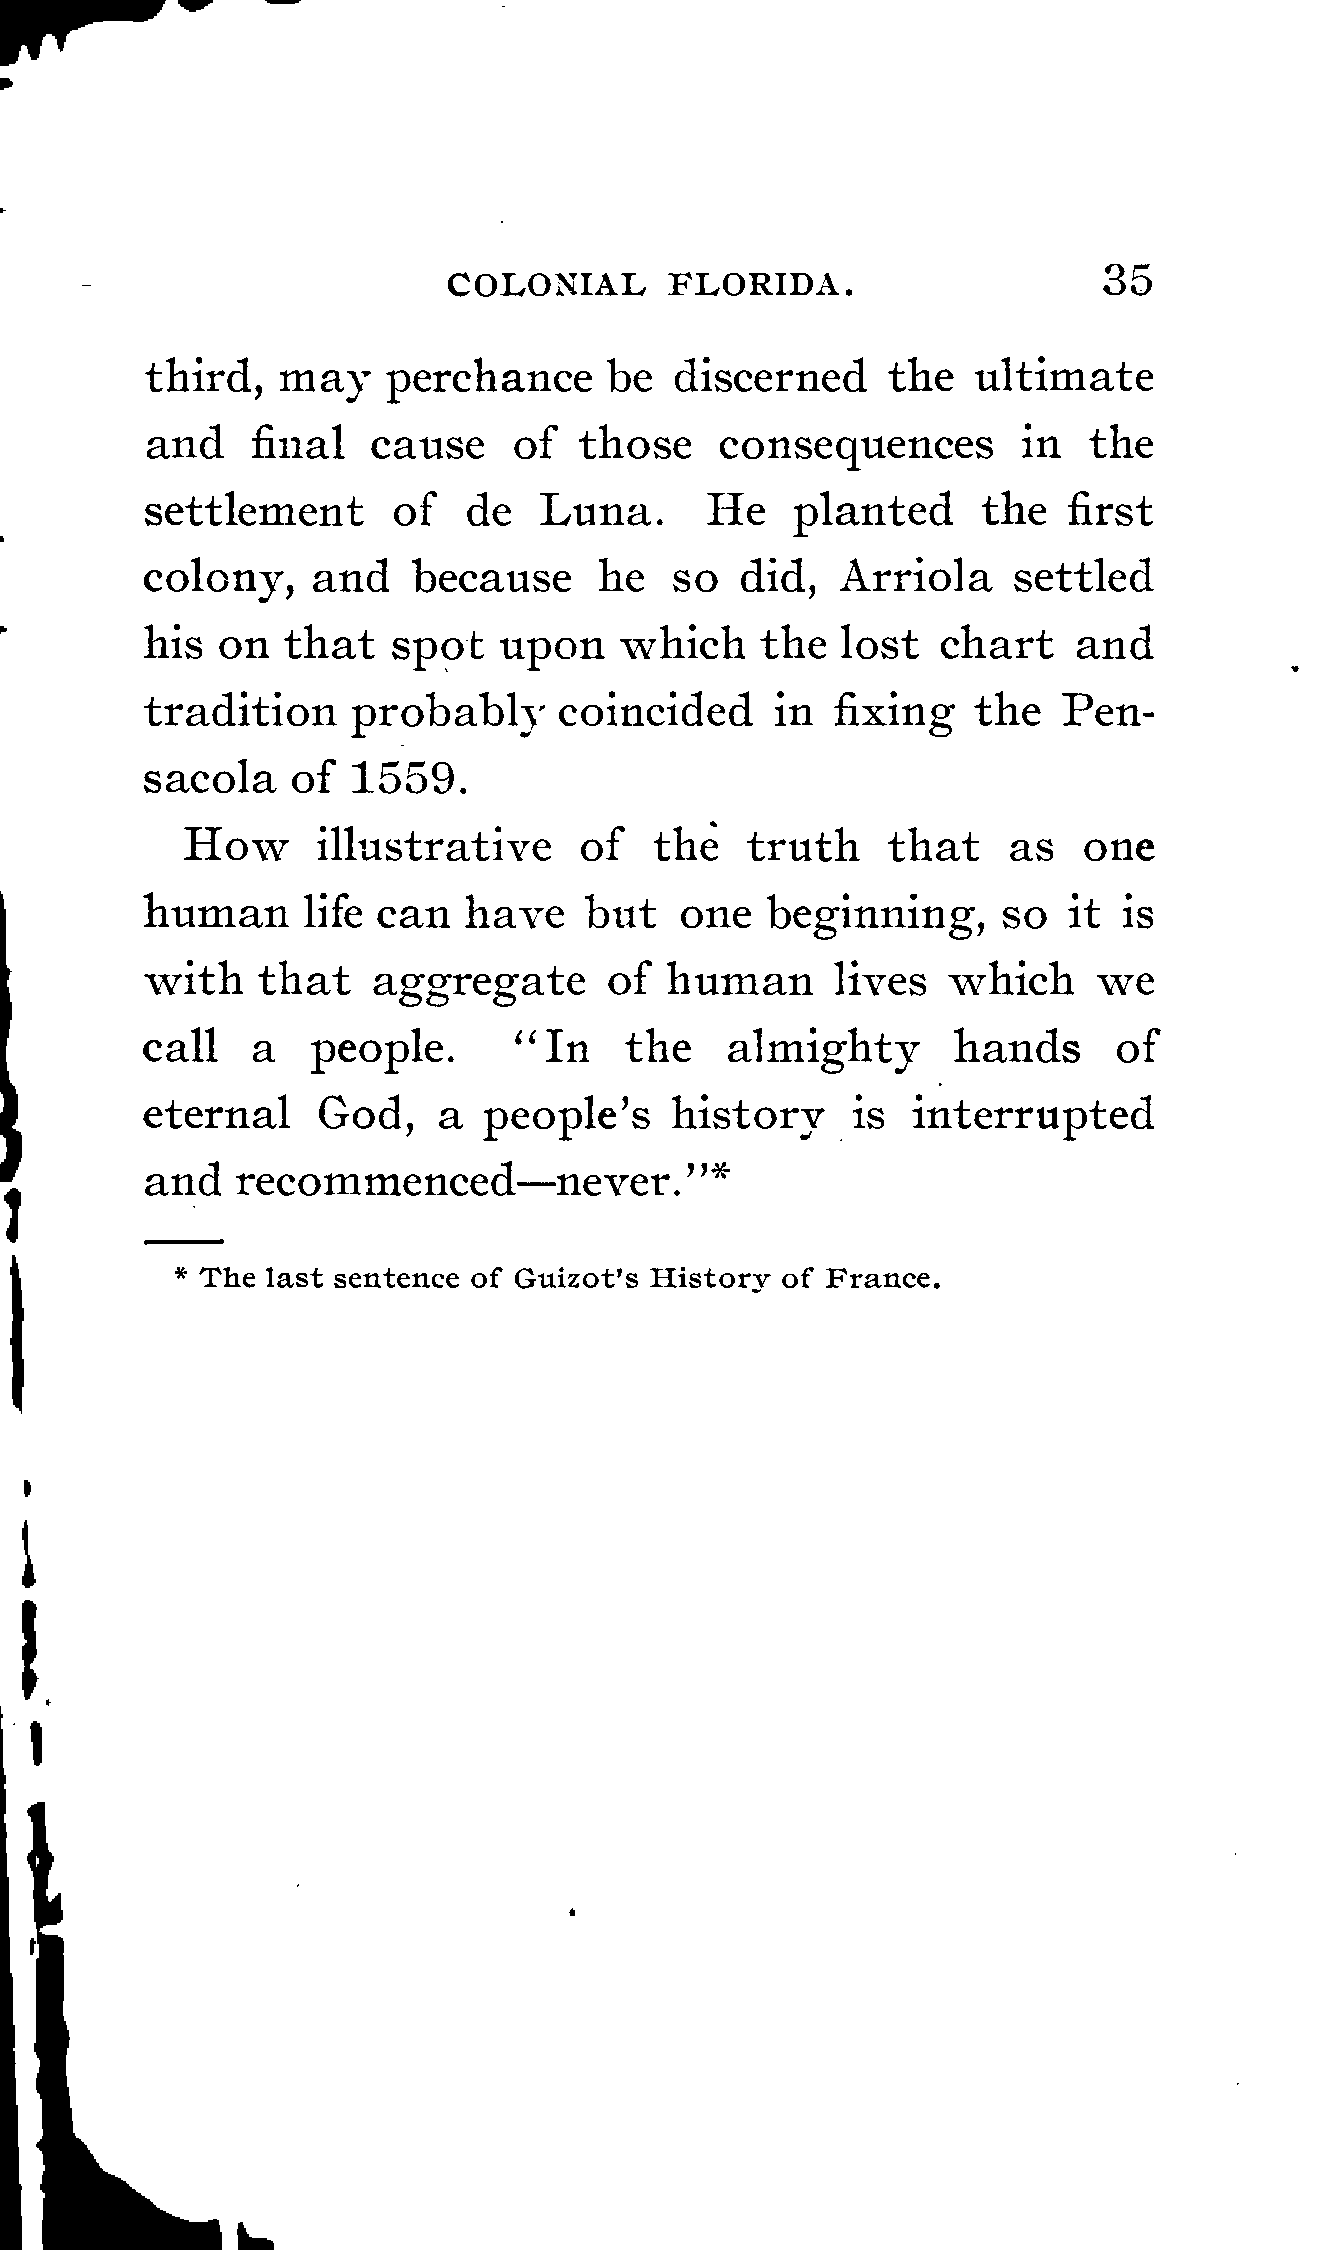 COLONIAL FLORIDA. 35
third, may perchance be discerned the ultimate
and final cause of those consequences in the
settlement of de Luna. He planted the first
colony, and because he so did, Arriola settled
his on that spot upon which the lost chart and
tradition probably coincided in fixing the Pen-
sacola of 1559.
How illustrative of the truth that as one
human life can have but one beginning, so it is
with that aggregate of human lives which we
call a people. "In the almighty hands of
eternal God, a people's history is interrupted
and recommenced—never."*
* The last sentence of Guizot's History of France.